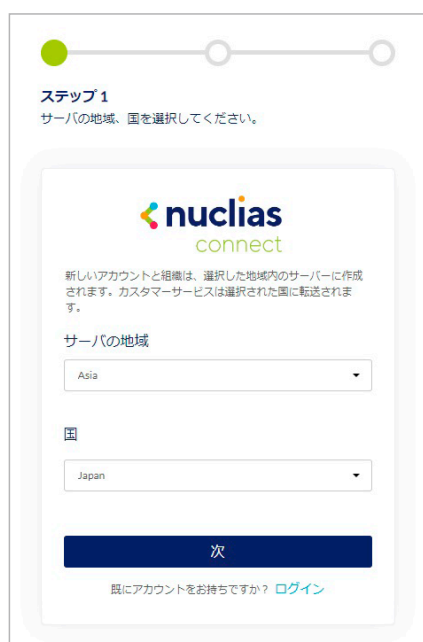 ステップ 1
サーバの地域、国を選択してください。
nuclias
connect
新しいアカウントと組織は、選択した地域内のサーバーに作成
されます。カスタマーサービスは選択された国に転送されま
す。
サーバの地域
Asia
国
Japan
次
既にアカウントをお持ちですか？ ログイン